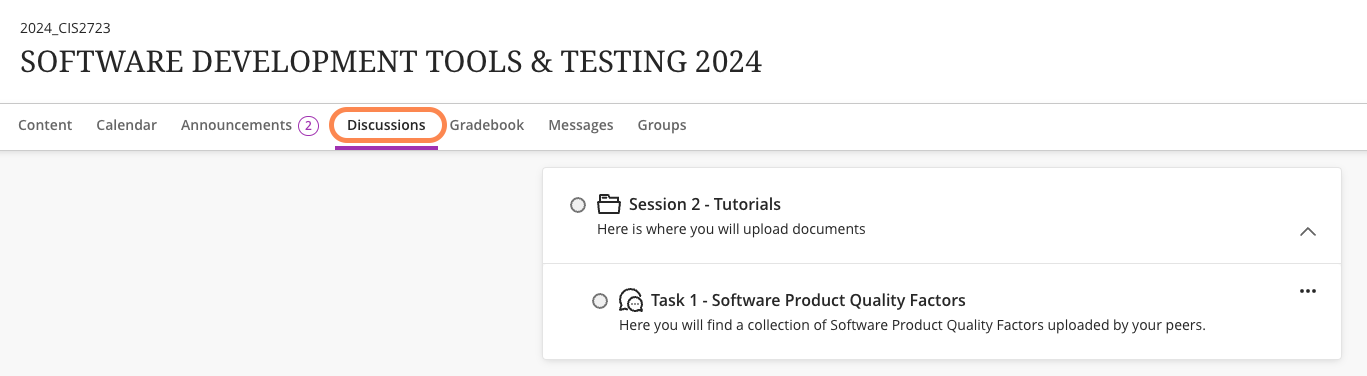 2024_CIS2723
SOFTWARE DEVELOPMENT TOOLS & TESTING 2024
Content Calendar Announcements 2 Discussions Gradebook Messages Groups
Session 2 - Tutorials
Here is where you will upload documents
Task 1 - Software Product Quality Factors
Here you will find a collection of Software Product Quality Factors uploaded by your peers.